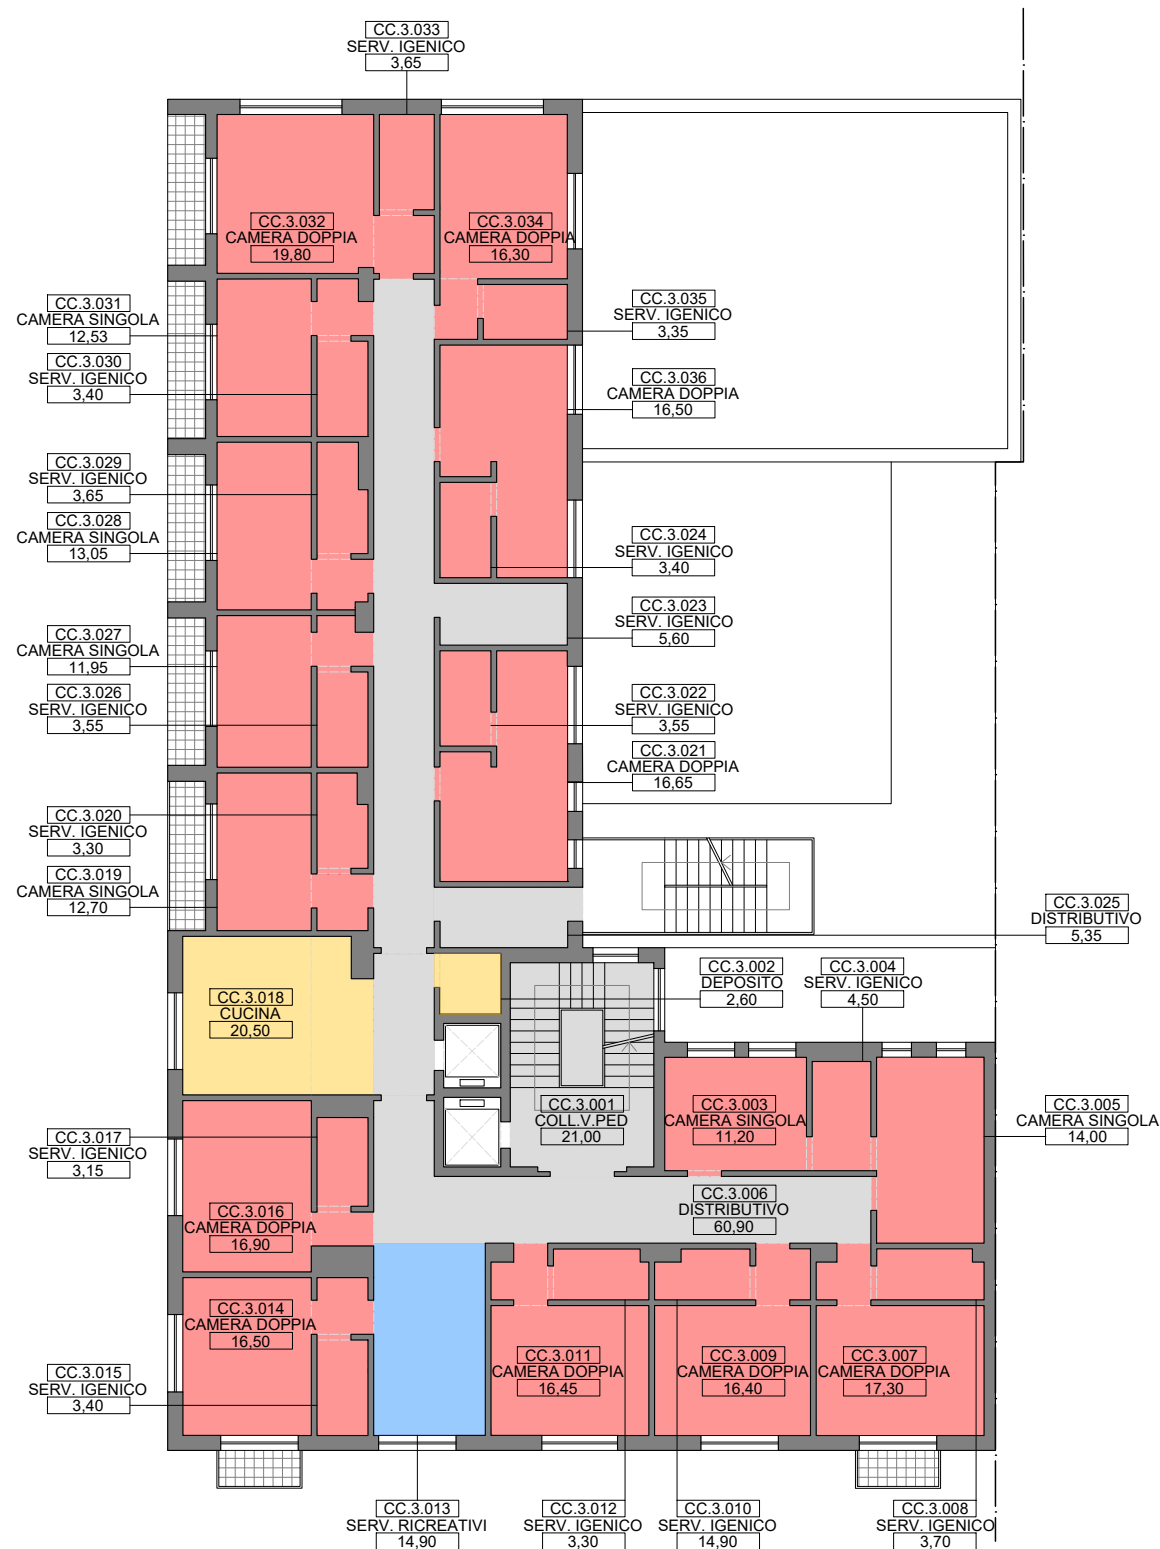 CC.3.033
SERV. IGENICO
3,65
CC.3.032
CAMERA DOPPIA
19,80
CC.3.034
CAMERA DOPPIA
16,30
CC.3.031
CAMERA SINGOLA
12,53
CC.3.035
SERV. IGENICO
3,35
CC.3.030
SERV. IGENICO
3,40
CC.3.036
CAMERA DOPPIA
16,50
CC.3.029
SERV. IGENICO
3,65
CC.3.028
CAMERA SINGOLA
13,05
CC.3.024
SERV. IGENICO
3,40
CC.3.023
SERV. IGENICO
5,60
CC.3.027
CAMERA SINGOLA
11,95
CC.3.026
SERV. IGENICO
3,55
CC.3.022
SERV. IGENICO
3,55
CC.3.021
CAMERA DOPPIA
16,65
CC.3.020
SERV. IGENICO
3,30
CC.3.019
CAMERA SINGOLA
12,70
CC.3.025
DISTRIBUTIVO
5,35
CC.3.002
DEPOSITO
2,60
CC.3.004
SERV. IGENICO
4,50
CC.3.018
CUCINA
20,50
CC.3.001
COLL.V.PED
21,00
CC.3.003
CAMERA SINGOLA
11,20
CC.3.005
CAMERA SINGOLA
14,00
CC.3.017
SERV. IGENICO
3,15
CC.3.006
DISTRIBUTIVO
60,90
CC.3.016
CAMERA DOPPIA
16,90
CC.3.014
CAMERA DOPPIA
16,50
CC.3.011
CAMERA DOPPIA
16,45
CC.3.009
CAMERA DOPPIA
16,40
CC.3.007
CAMERA DOPPIA
17,30
CC.3.015
SERV. IGENICO
3,40
CC.3.013
SERV. RICREATIVI
14,90
CC.3.012
SERV. IGENICO
3,30
CC.3.010
SERV. IGENICO
14,90
CC.3.008
SERV. IGENICO
3,70